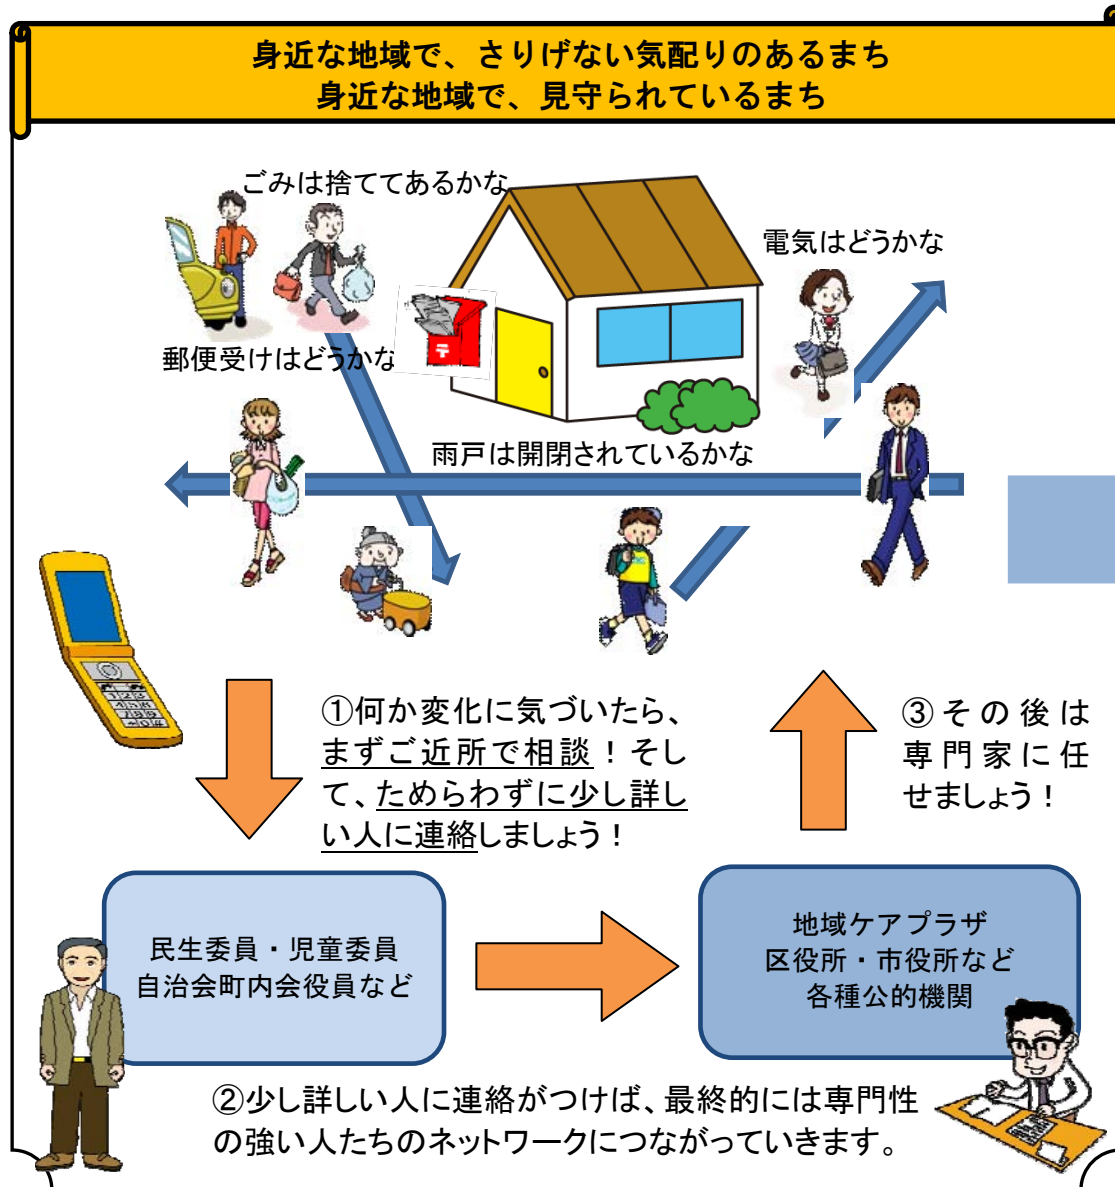 身近な地域で、さりげない気配りのあるまち
身近な地域で、見守られているまち
ごみは捨ててあるかな
電気はどうかな
〒
郵便受けはどうかな
雨戸は開閉されているかな
①何か変化に気づいたら、
まずご近所で相談！そし
て、ためらわずに少し詳し
い人に連絡しましょう！
③その後は
専門家に任
せましょう！
民生委員・児童委員
自治会町内会役員など
地域ケアプラザ
区役所・市役所など
各種公的機関
②少し詳しい人に連絡がつけば、最終的には専門性
の強い人たちのネットワークにつながっていきます。